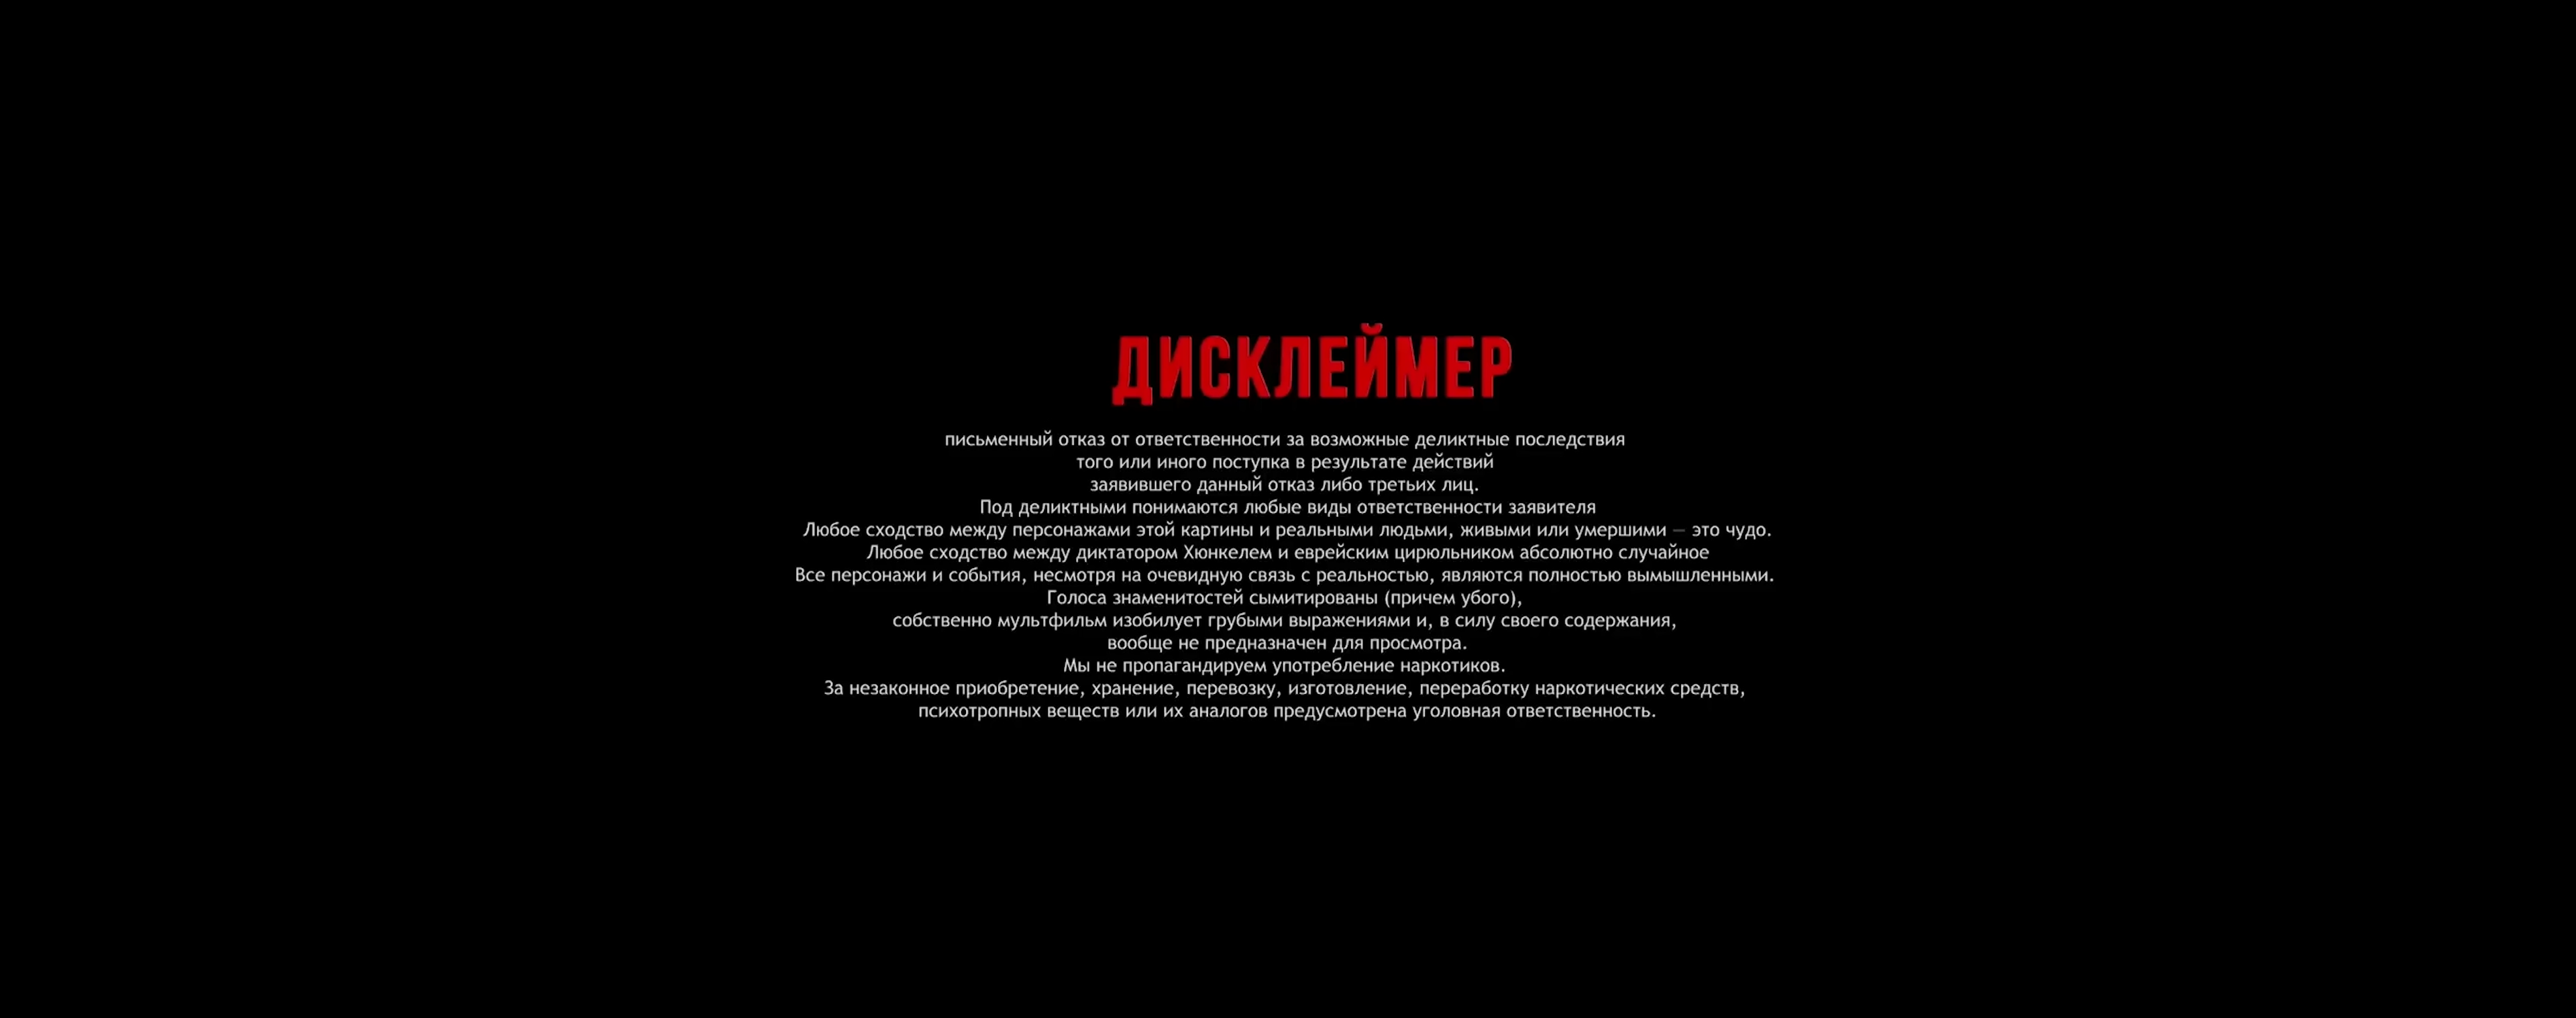 ДИСКЛЕЙМЕР
письменный отказ от ответственности за возможные деликтные последствия
того или иного поступка в результате действий
заявившего данный отказ либо третьих лиц.
Под деликтными понимаются любые виды ответственности заявителя
Любое сходство между персонажами этой картины и реальными людьми, живыми или умершими – это чудо.
Любое сходство между диктатором Хюнкелем и еврейским цирюльником абсолютно случайное
Все персонажи и события, несмотря на очевидную связь с реальностью, являются полностью вымышленными.
Голоса знаменитостей сымитированы (причем убого),
собственно мультфильм изобилует грубыми выражениями и, в силу своего содержания,
вообще не предназначен для просмотра.
Мы не пропагандируем употребление наркотиков.
За незаконное приобретение, хранение, перевозку, изготовление, переработку наркотических средств,
психотропных веществ или их аналогов предусмотрена уголовная ответственность.